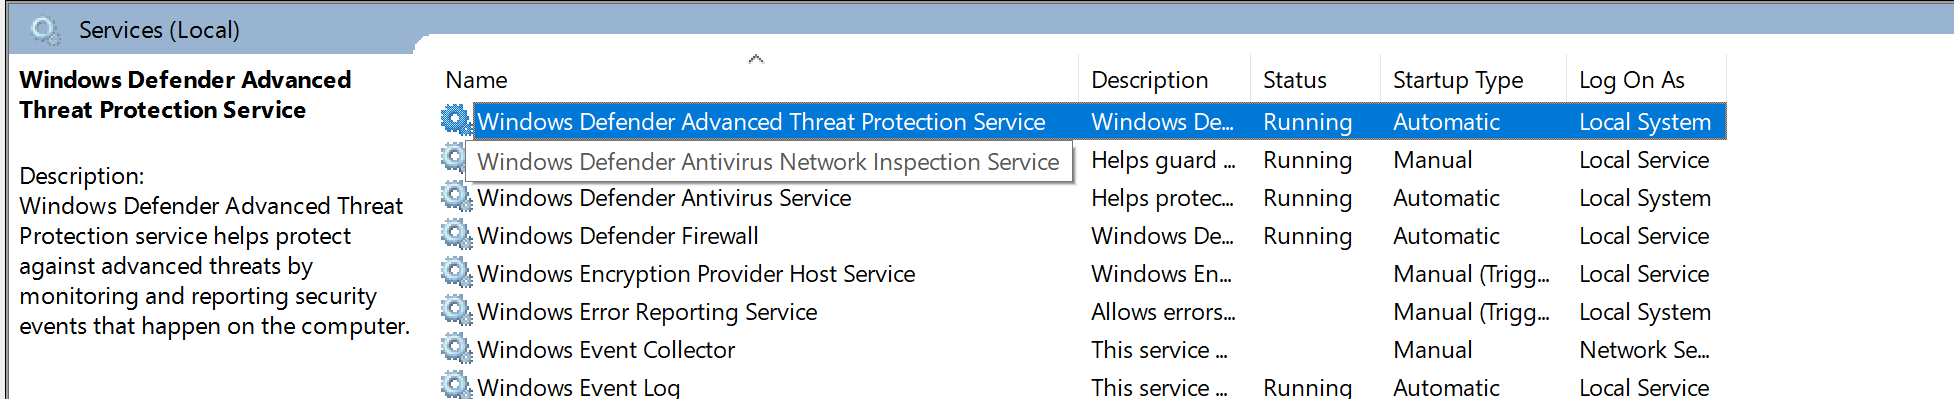 Services (Local)
Windows Defender Advanced
Threat Protection Service
Description:
Windows Defender Advanced Threat
Protection service helps protect
against advanced threats by
monitoring and reporting security
events that happen on the computer.
Name Description Status Startup Type Log On As
Windows Defender Advanced Threat Protection Service Windows De... Running Automatic Local System
Windows Defender Antivirus Network Inspection Service Helps guard ... Running Manual Local Service
Windows Defender Antivirus Service Helps protec... Running Automatic Local System
Windows Defender Firewall Windows De... Running Automatic Local Service
Windows Encryption Provider Host Service Windows En... Manual (Trigg... Local Service
Windows Error Reporting Service Allows errors... Manual (Trigg... Local System
Windows Event Collector This service ... Manual Network Se...
Windows Event Log This service ... Running Automatic Local Service